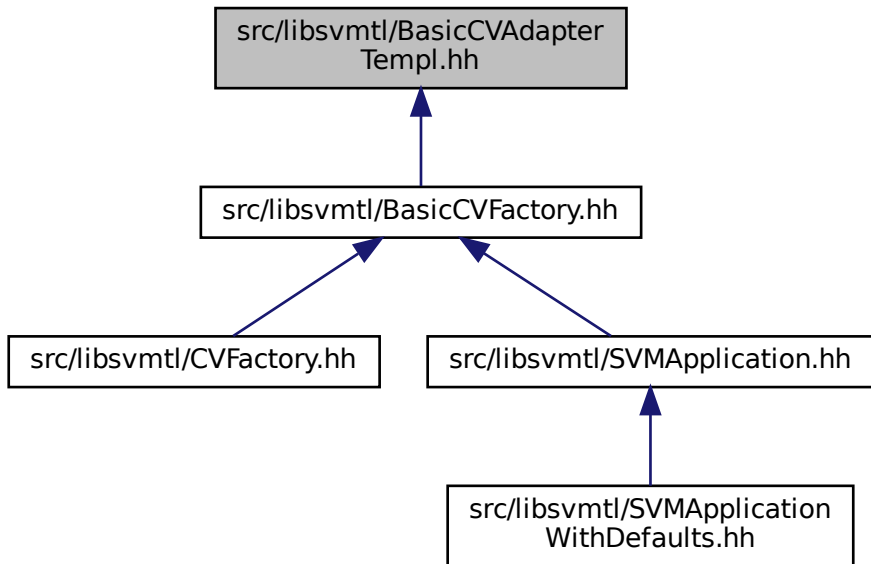 src/libsvmtl/BasicCVAdapter
Templ.hh
src/libsvmtl/BasicCVFactory.hh
src/libsvmtl/CVFactory.hh
src/libsvmtl/SVMApplication.hh
src/libsvmtl/SVMApplication
WithDefaults.hh